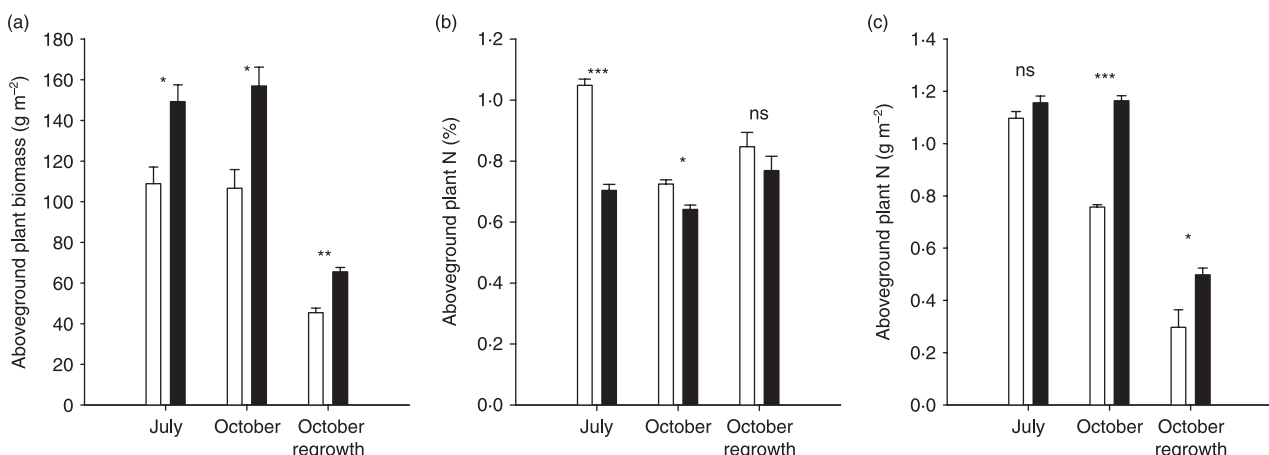 (a)
180
160
140
120
100
80
60
40
20
0
Aboveground plant biomass (g m⁻²)
*
*
**
July
October
October
regrowth
(b)
1·2
1·0
0·8
0·6
0·4
0·2
0·0
Aboveground plant N (%)
***
*
ns
July
October
October
regrowth
(c)
1·4
1·2
1·0
0·8
0·6
0·4
0·2
0·0
Aboveground plant N (g m⁻²)
ns
***
*
July
October
October
regrowth